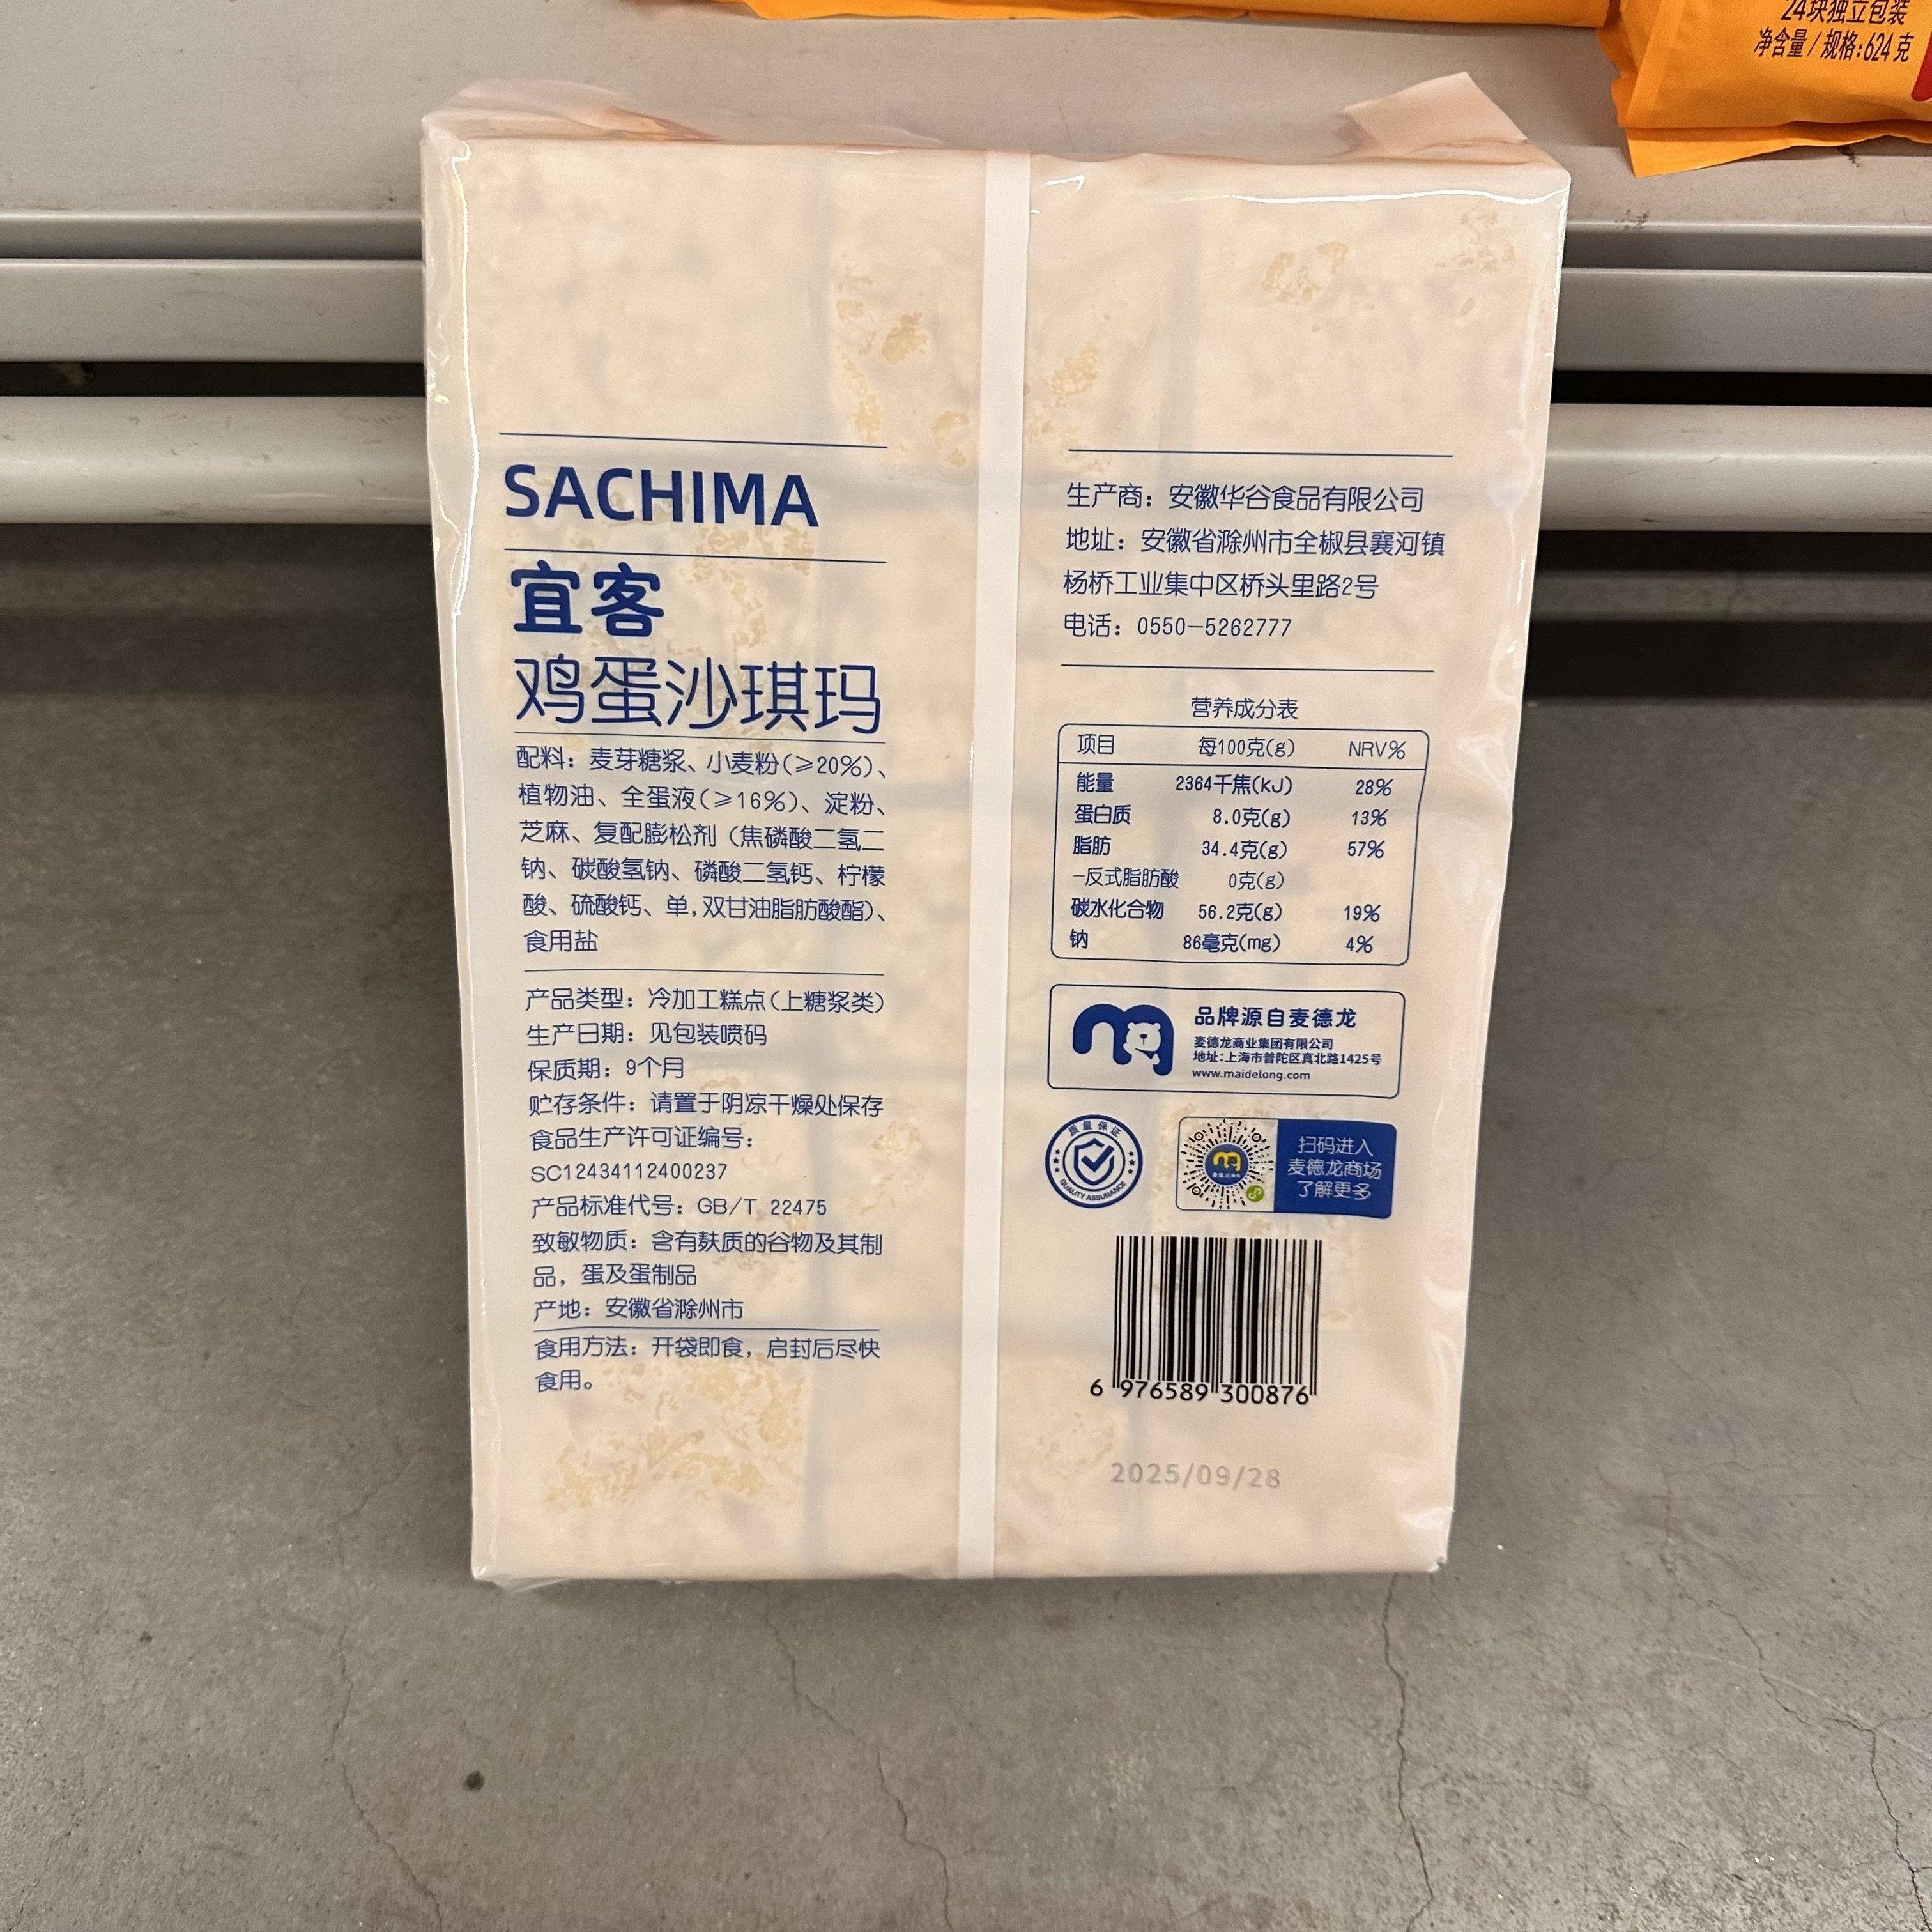 24块独立包装
净含量/规格:624克
SACHIMA
宜客
鸡蛋沙琪玛
配料：麦芽糖浆、小麦粉(≥20%)、
植物油、全蛋液(≥16%)、淀粉、
芝麻、复配膨松剂（焦磷酸二氢二
钠、碳酸氢钠、磷酸二氢钙、柠檬
酸、硫酸钙、单,双甘油脂肪酸酯)、
食用盐
产品类型：冷加工糕点(上糖浆类)
生产日期：见包装喷码
保质期：9个月
贮存条件：请置于阴凉干燥处保存
食品生产许可证编号：
SC12434112400237
产品标准代号：GB/T 22475
致敏物质：含有麸质的谷物及其制
品，蛋及蛋制品
产地：安徽省滁州市
食用方法：开袋即食，启封后尽快
食用。
生产商：安徽华谷食品有限公司
地址：安徽省滁州市全椒县襄河镇
杨桥工业集中区桥头里路2号
电话：0550-5262777
营养成分表
项目 每100克(g) NRV%
能量 2364千焦(kJ) 28%
蛋白质 8.0克(g) 13%
脂肪 34.4克(g) 57%
-反式脂肪酸 0克(g)
碳水化合物 56.2克(g) 19%
钠 86毫克(mg) 4%
品牌源自麦德龙
麦德龙商业集团有限公司
地址:上海市普陀区真北路1425号
www.maidelong.com
质量保证
QUALITY ASSURANCE
扫码进入
麦德龙商场
了解更多
6 976589 300876
2025/09/28